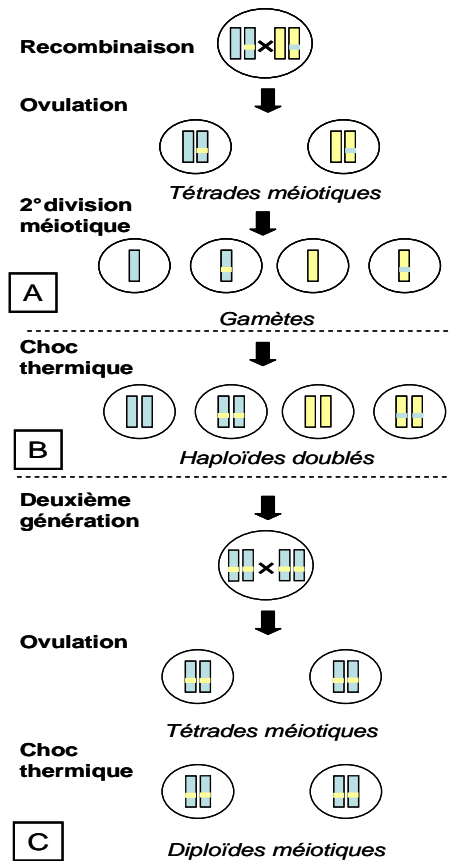 Recombinaison
Ovulation
Tétrades méiotiques
2°division
méiotique
A
Gamètes
Choc
thermique
B
Haploïdes doublés
Deuxième
génération
Ovulation
Tétrades méiotiques
Choc
thermique
C
Diploïdes méiotiques